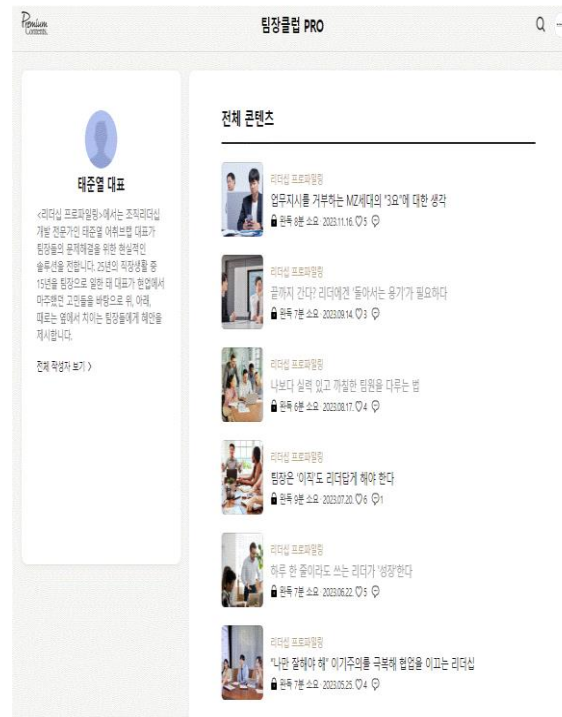 Premium
Contents.
팀장클럽 PRO
태준열 대표
<리더십 프로파일링>에서는 조직리더십
개발 전문가인 태준열 어취브랩 대표가
팀장들의 문제해결을 위한 현실적인
솔루션을 전합니다. 25년의 직장생활 중
15년을 팀장으로 일한 태 대표가 현업에서
마주했던 고민들을 바탕으로 위, 아래,
때로는 옆에서 치이는 팀장들에게 혜안을
제시합니다.
전체 작성자 보기 >
전체 콘텐츠
리더십 프로파일링
업무지시를 거부하는 MZ세대의 "3요"에 대한 생각
완독 6분 소요·2023.11.16. ♡5
리더십 프로파일링
끝까지 간다? 리더에겐 '돌아서는 용기'가 필요하다
완독 7분 소요·2023.09.14. ♡3
리더십 프로파일링
나보다 실력 있고 까칠한 팀원을 다루는 법
완독 6분 소요·2023.08.17. ♡4
리더십 프로파일링
팀장은 '이직'도 리더답게 해야 한다
완독 9분 소요·2023.07.20. ♡6 1
리더십 프로파일링
하루 한 줄이라도 쓰는 리더가 '성장'한다
완독 7분 소요·2023.06.22. ♡5
리더십 프로파일링
"나만 잘해야 해" 이기주의를 극복해 협업을 이끄는 리더십
완독 7분 소요·2023.05.25. ♡4